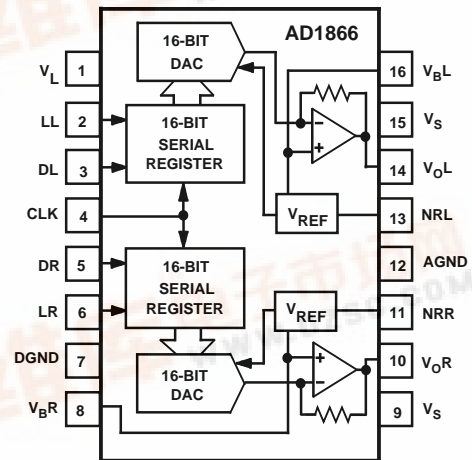 AD1866
16-BIT
DAC
16-BIT
SERIAL
REGISTER
16-BIT
SERIAL
REGISTER
16-BIT
DAC
VREF
VREF
VL 1
LL 2
DL 3
CLK 4
DR 5
LR 6
DGND 7
VBR 8
16 VBL
15 VS
14 VOL
13 NRL
12 AGND
11 NRR
10 VOR
9 VS